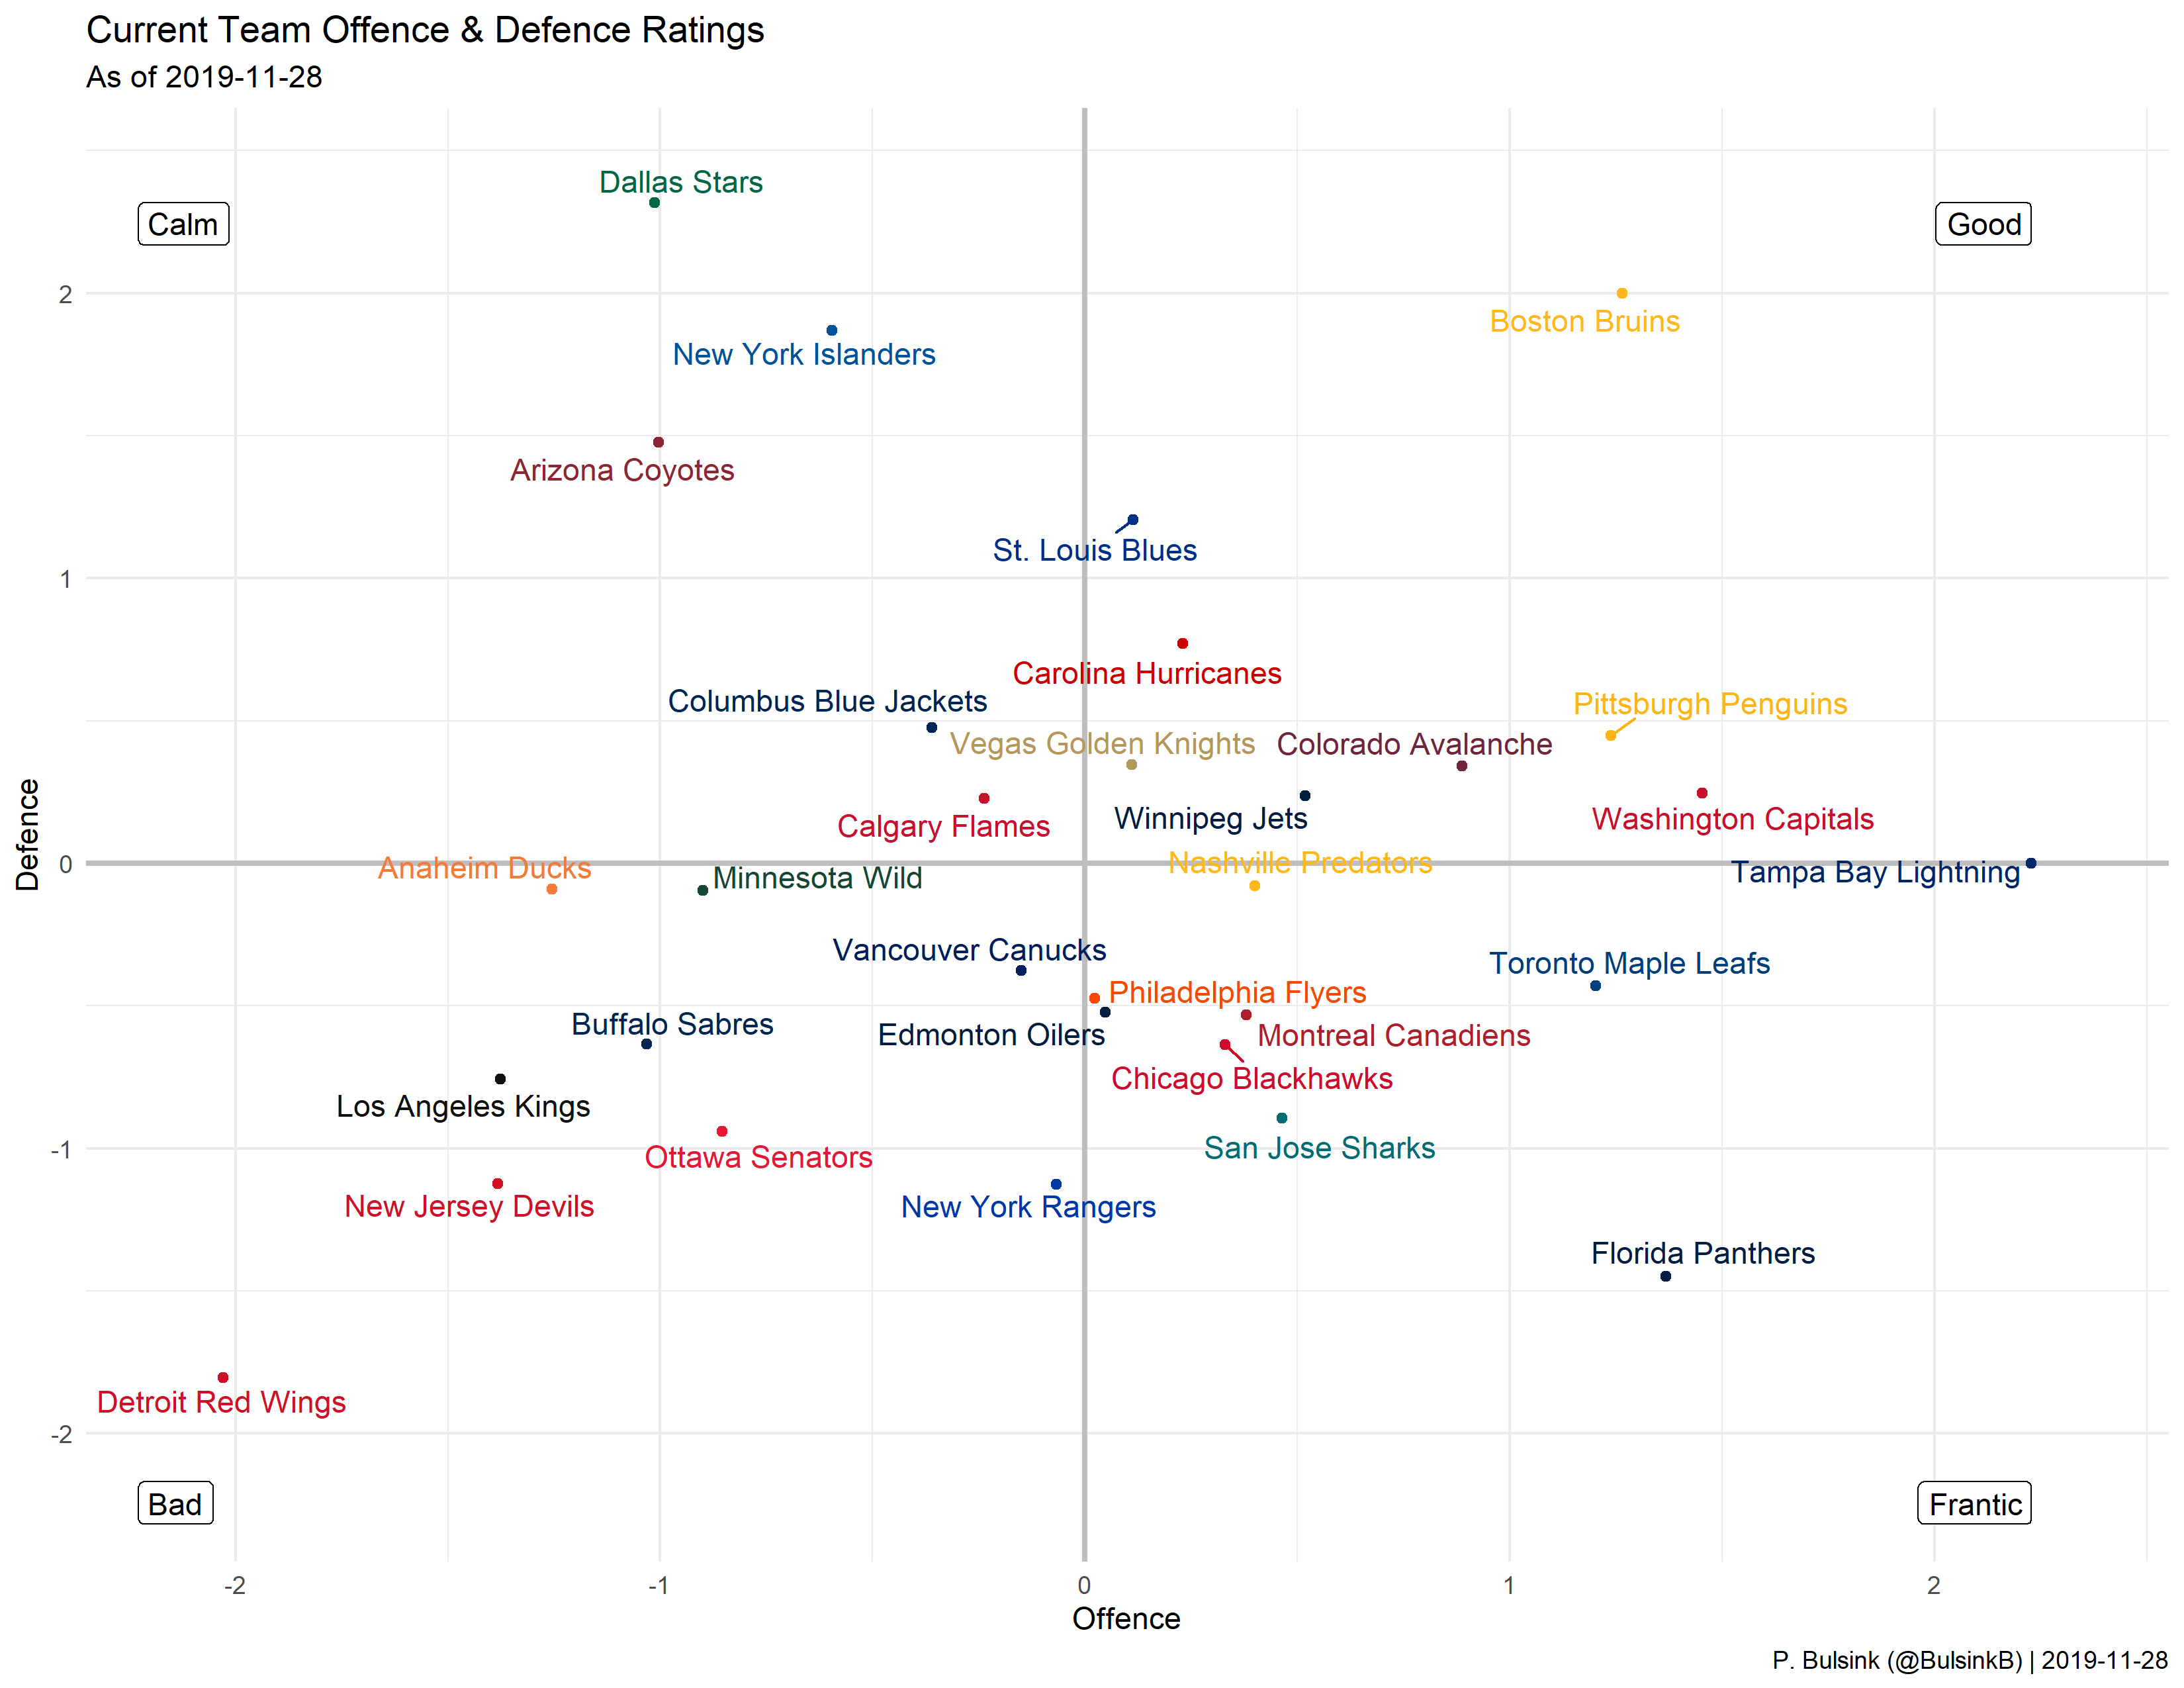 Current Team Offence & Defence Ratings
As of 2019-11-28
Dallas Stars
Calm
Good
2
Boston Bruins
New York Islanders
Arizona Coyotes
St. Louis Blues
1
Carolina Hurricanes
Columbus Blue Jackets
Pittsburgh Penguins
Vegas Golden Knights
Colorado Avalanche
Winnipeg Jets
Washington Capitals
Calgary Flames
Defence
0
Anaheim Ducks
Minnesota Wild
Nashville Predators
Tampa Bay Lightning
Vancouver Canucks
Toronto Maple Leafs
Philadelphia Flyers
Buffalo Sabres
Edmonton Oilers
Montreal Canadiens
Chicago Blackhawks
Los Angeles Kings
-1
Ottawa Senators
San Jose Sharks
New Jersey Devils
New York Rangers
Florida Panthers
Detroit Red Wings
-2
Bad
Frantic
-2
-1
0
1
2
Offence
P. Bulsink (@BulsinkB) | 2019-11-28